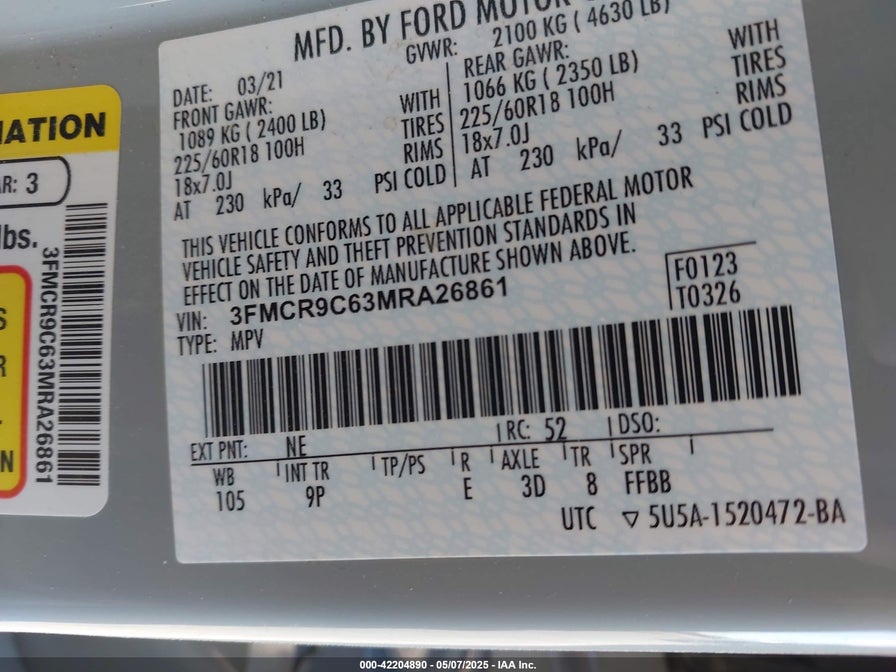 MFD. BY FORD MOTOR
GVWR: 2100 KG ( 4630 LB)
DATE: 03/21
FRONT GAWR:
1089 KG ( 2400 LB) WITH
225/60R18 100H TIRES
18x7.0J RIMS
AT 230 kPa/ 33 PSI COLD
REAR GAWR:
1066 KG ( 2350 LB) WITH
225/60R18 100H TIRES
18x7.0J RIMS
AT 230 kPa/ 33 PSI COLD
THIS VEHICLE CONFORMS TO ALL APPLICABLE FEDERAL MOTOR
VEHICLE SAFETY AND THEFT PREVENTION STANDARDS IN
EFFECT ON THE DATE OF MANUFACTURE SHOWN ABOVE.
VIN: 3FMCR9C63MRA26861
TYPE: MPV
F0123
T0326
EXT PNT: NE RC: 52 DSO:
WB INT TR TP/PS R AXLE TR SPR
105 9P E 3D 8 FFBB
UTC ▽ 5U5A-1520472-BA
MATION
R: 3
lbs.
3FMCR9C63MRA26861
S
R
N
000-42204890 - 05/07/2025 - IAA Inc.